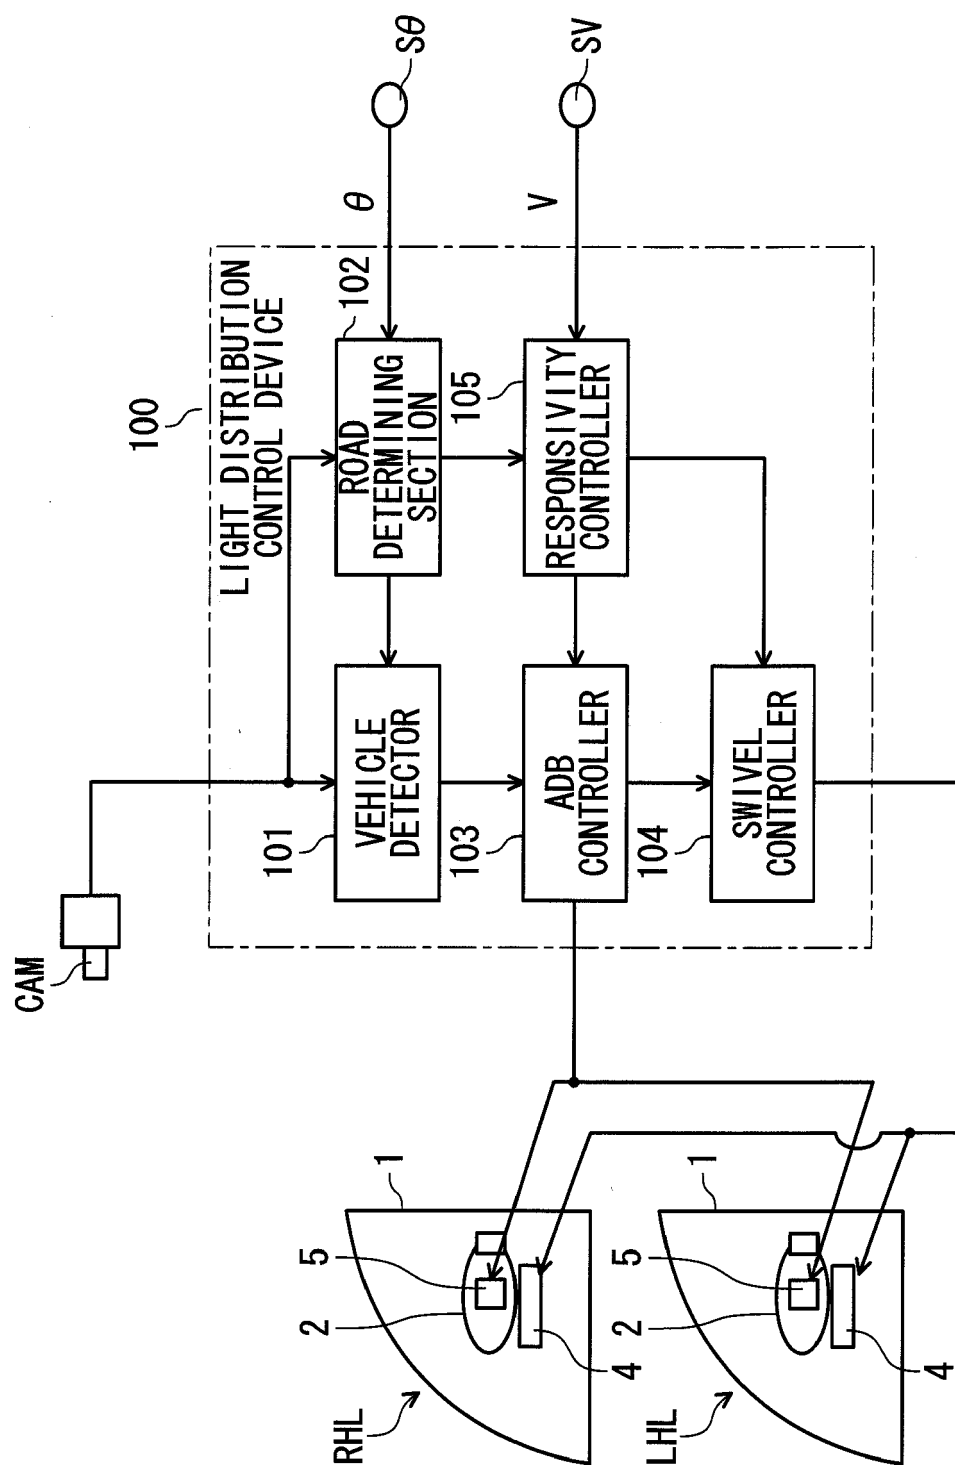 CAM
100
LIGHT DISTRIBUTION
CONTROL DEVICE
101
VEHICLE
DETECTOR
102
ROAD
DETERMINING
SECTION
θ
Sθ
103
ADB
CONTROLLER
105
RESPONSIVITY
CONTROLLER
V
SV
104
SWIVEL
CONTROLLER
RHL
2
5
1
4
LHL
2
5
1
4